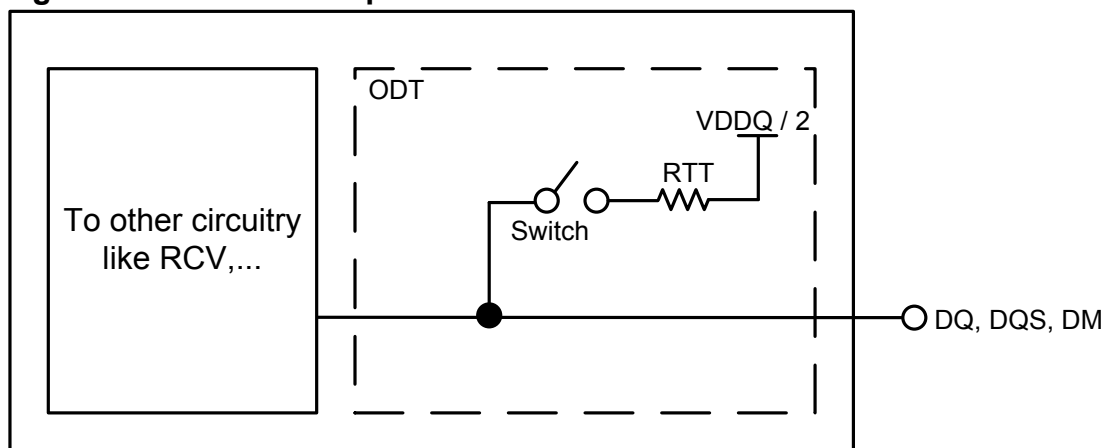 ODT
VDDQ / 2
RTT
Switch
To other circuitry
like RCV,...
DQ, DQS, DM